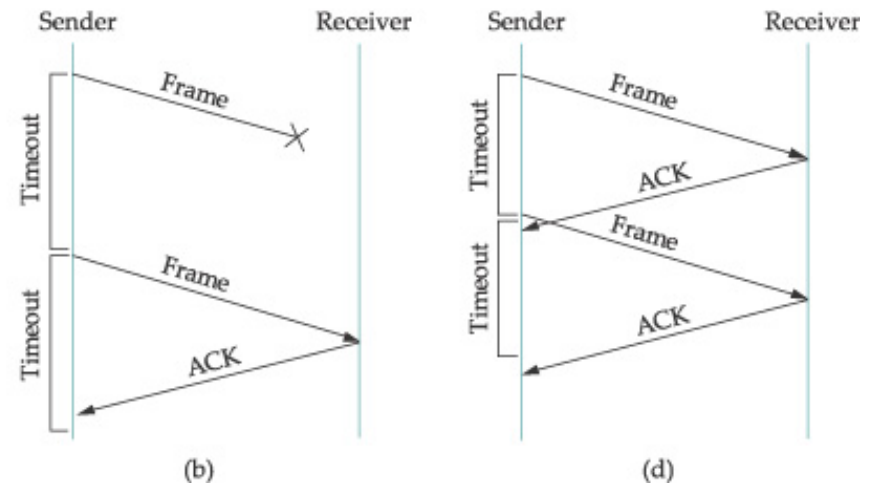 Sender Receiver
Frame
Timeout
Frame
ACK
Timeout
(b)
Sender Receiver
Frame
Timeout
ACK
Frame
Timeout
ACK
(d)